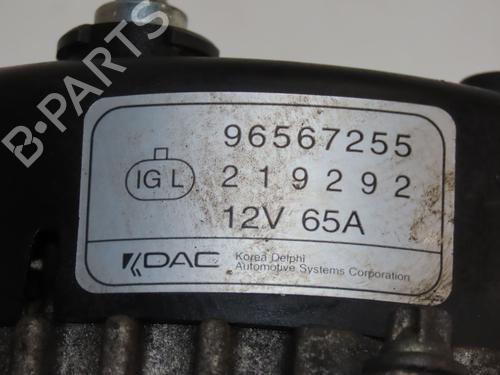 96567255
IG L 219292
12V 65A
KDAC Korea Delphi
Automotive Systems Corporation
B-PARTS